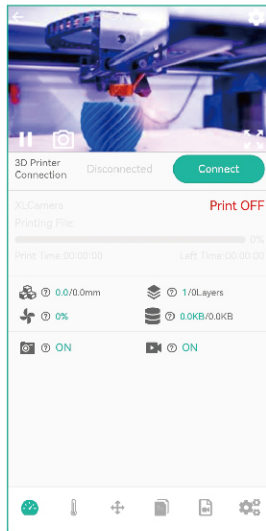 3D Printer
Connection
Disconnected
Connect
XLCamera
Print OFF
Printing File:
0%
Print Time:00:00:00
Left Time:00:00:00
0.0/0.0mm
1/0Layers
0%
0.0KB/0.0KB
ON
ON